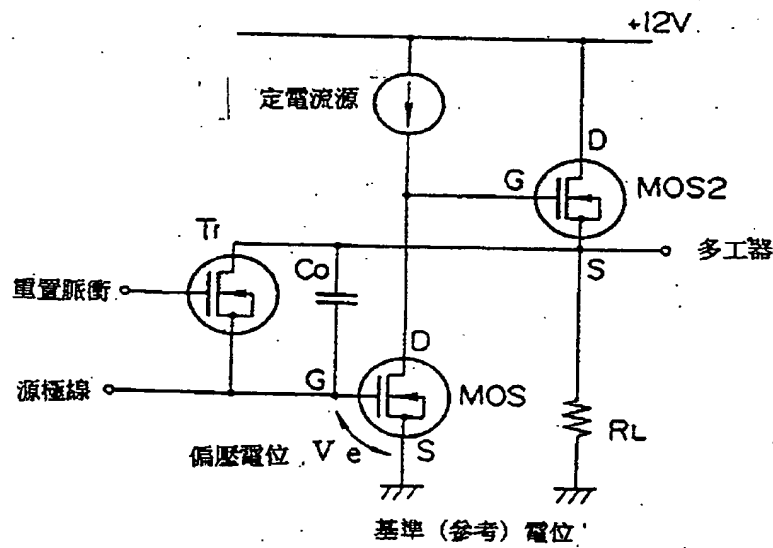 +12V
定電流源
D
G
MOS2
Tr
多工器
S
Co
重置脈衝
D
源極線
G
MOS
RL
偏壓電位 Ve
S
基準(參考)電位